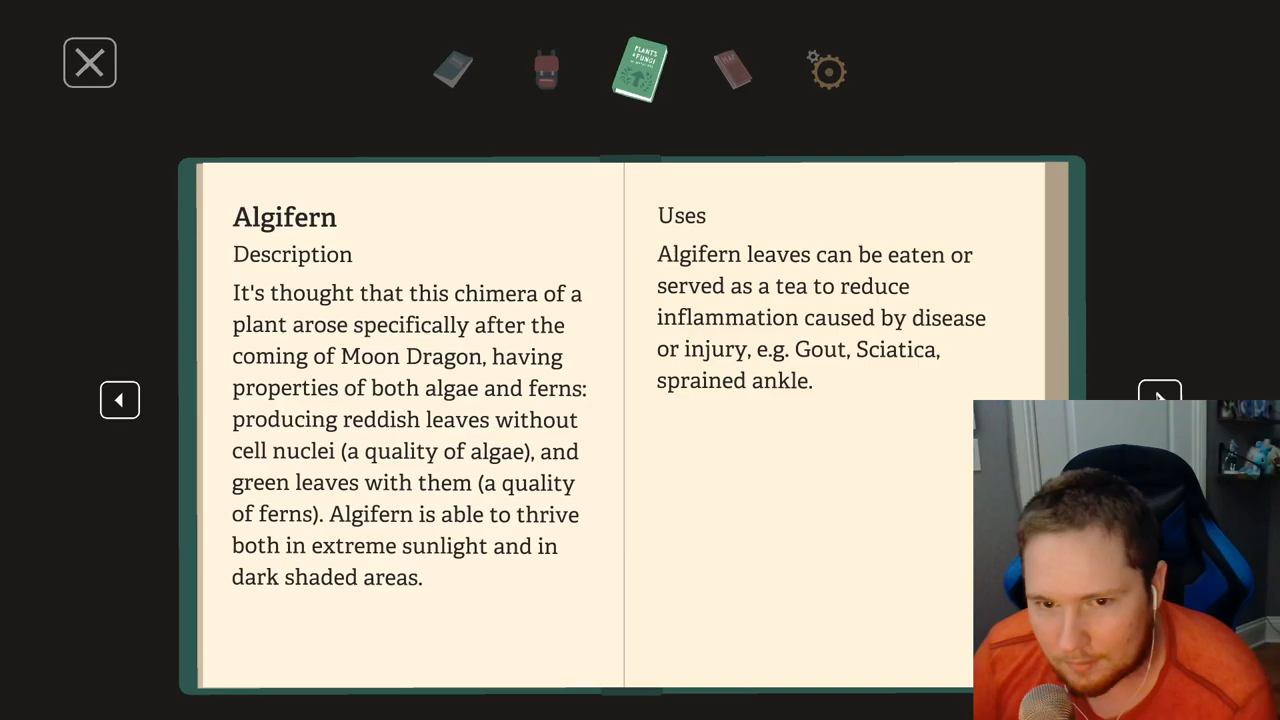 PLANTS
& FUNGI
MAP
Algifern
Description
It's thought that this chimera of a
plant arose specifically after the
coming of Moon Dragon, having
properties of both algae and ferns:
producing reddish leaves without
cell nuclei (a quality of algae), and
green leaves with them (a quality
of ferns). Algifern is able to thrive
both in extreme sunlight and in
dark shaded areas.
Uses
Algifern leaves can be eaten or
served as a tea to reduce
inflammation caused by disease
or injury, e.g. Gout, Sciatica,
sprained ankle.